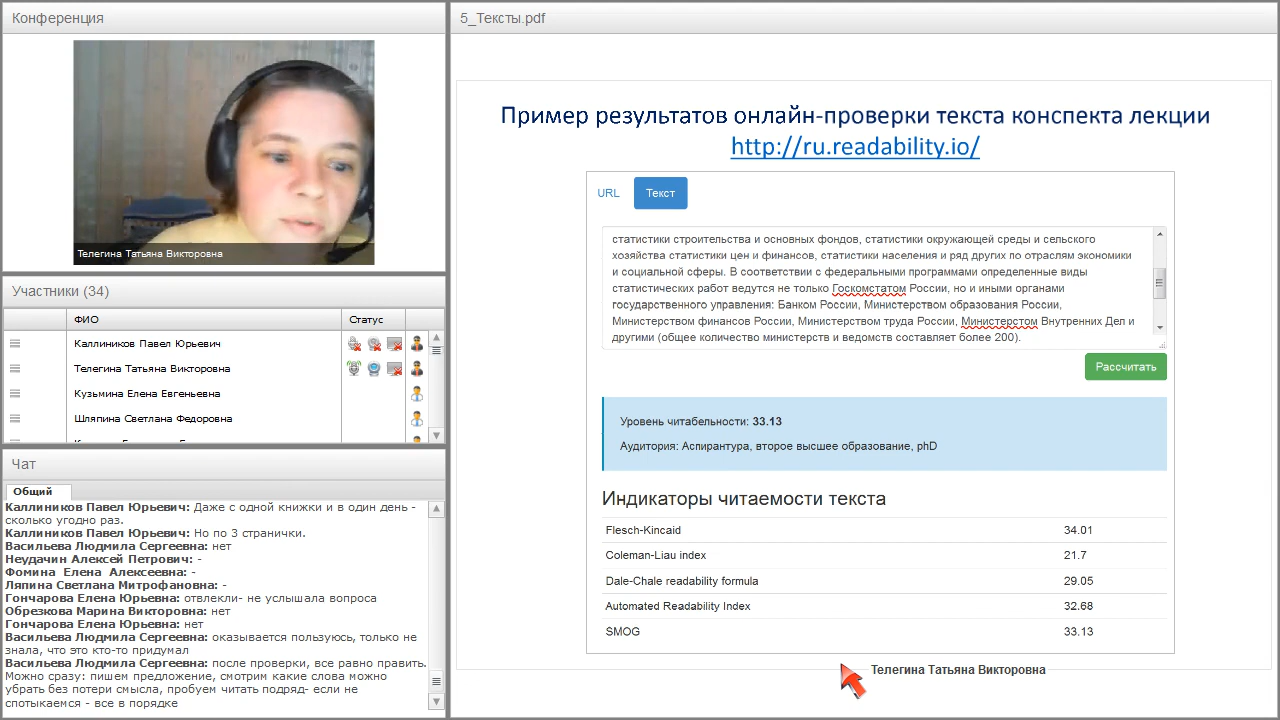 Конференция
Телегина Татьяна Викторовна
Участники (34)
ФИО Статус
Каллиников Павел Юрьевич
Телегина Татьяна Викторовна
Кузьмина Елена Евгеньевна
Шляпина Светлана Федоровна
Чат
Общий
Каллиников Павел Юрьевич: Даже с одной книжки и в один день -
сколько угодно раз.
Каллиников Павел Юрьевич: Но по 3 странички.
Васильева Людмила Сергеевна: нет
Неудачин Алексей Петрович: -
Фомина Елена Алексеевна: -
Ляпина Светлана Митрофановна: -
Гончарова Елена Юрьевна: отвлекли- не услышала вопроса
Обрезкова Марина Викторовна: нет
Гончарова Елена Юрьевна: нет
Васильева Людмила Сергеевна: оказывается пользуюсь, только не
знала, что это кто-то придумал
Васильева Людмила Сергеевна: после проверки, все равно править.
Можно сразу: пишем предложение, смотрим какие слова можно
убрать без потери смысла, пробуем читать подряд- если не
спотыкаемся - все в порядке
5_Тексты.pdf
Пример результатов онлайн-проверки текста конспекта лекции
http://ru.readability.io/
URL Текст
статистики строительства и основных фондов, статистики окружающей среды и сельского
хозяйства статистики цен и финансов, статистики населения и ряд других по отраслям экономики
и социальной сферы. В соответствии с федеральными программами определенные виды
статистических работ ведутся не только Госкомстатом России, но и иными органами
государственного управления: Банком России, Министерством образования России,
Министерством финансов России, Министерством труда России, Министерстом Внутренних Дел и
другими (общее количество министерств и ведомств составляет более 200).
Рассчитать
Уровень читабельности: 33.13
Аудитория: Аспирантура, второе высшее образование, phD
Индикаторы читаемости текста
Flesch-Kincaid 34.01
Coleman-Liau index 21.7
Dale-Chale readability formula 29.05
Automated Readability Index 32.68
SMOG 33.13
Телегина Татьяна Викторовна